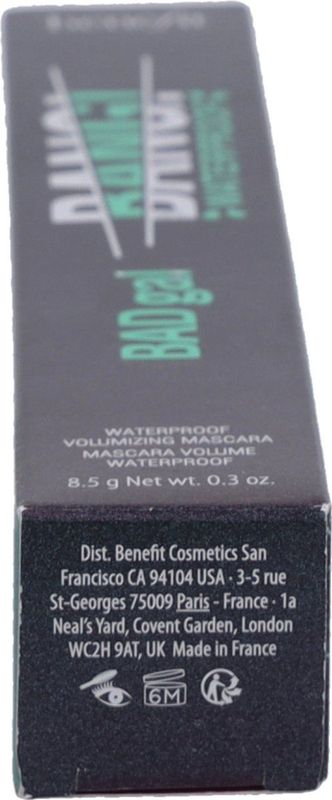 BANG!
WATERPROOF
BADgal
WATERPROOF
VOLUMIZING MASCARA
MASCARA VOLUME
WATERPROOF
8.5 g Net wt. 0.3 oz.
Dist. Benefit Cosmetics San
Francisco CA 94104 USA · 3-5 rue
St-Georges 75009 Paris - France · 1a
Neal's Yard, Covent Garden, London
WC2H 9AT, UK Made in France
6M